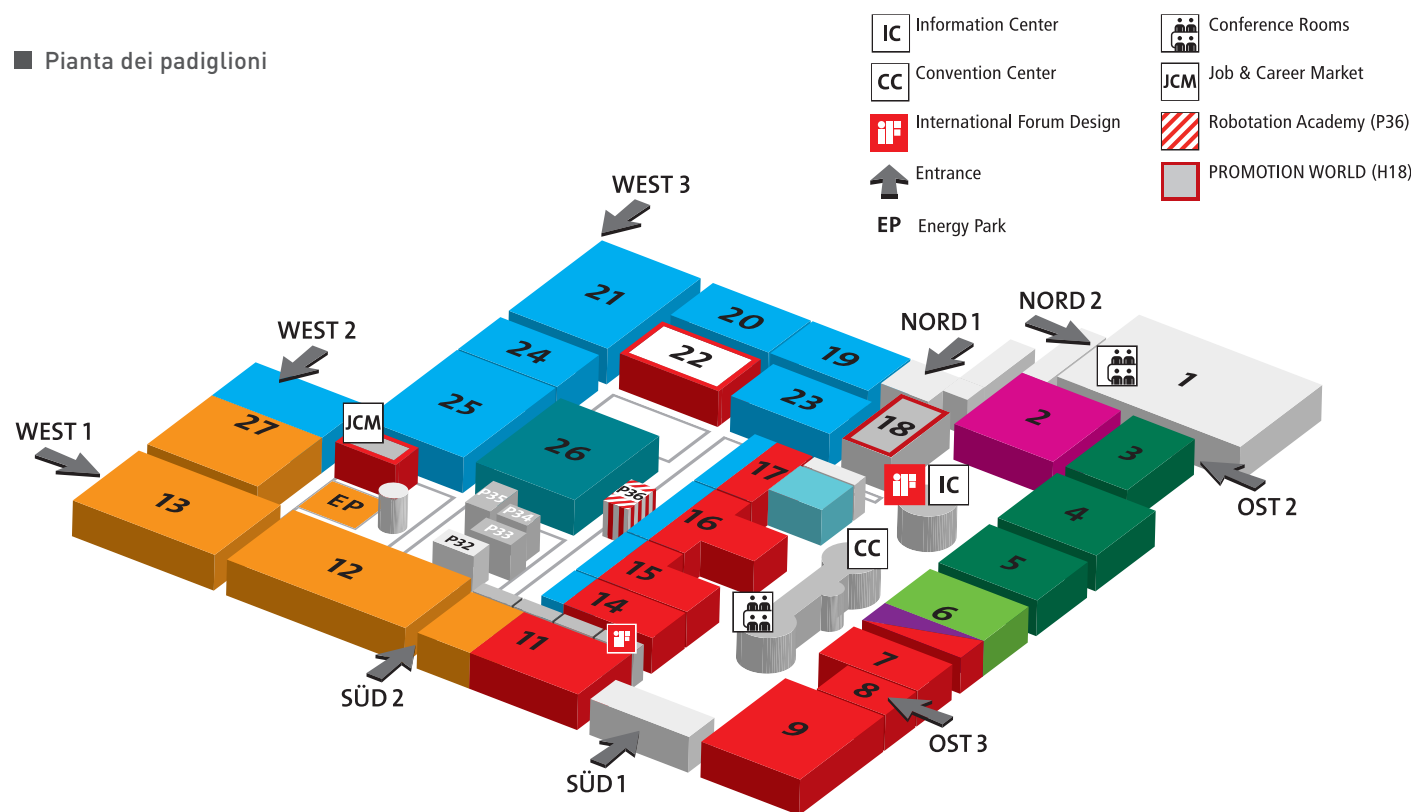 Pianta dei padiglioni
IC Information Center
CC Convention Center
iF International Forum Design
Entrance
EP Energy Park
Conference Rooms
JCM Job & Career Market
Robotation Academy (P36)
PROMOTION WORLD (H18)
WEST 3
WEST 2
WEST 1
NORD 1
NORD 2
OST 2
OST 3
SÜD 1
SÜD 2
21
20
19
22
24
25
23
18
1
2
3
4
5
6
7
8
9
27
JCM
26
17
iF
IC
13
EP
P35
P34
P33
P32
P36
16
CC
12
15
14
11
iF